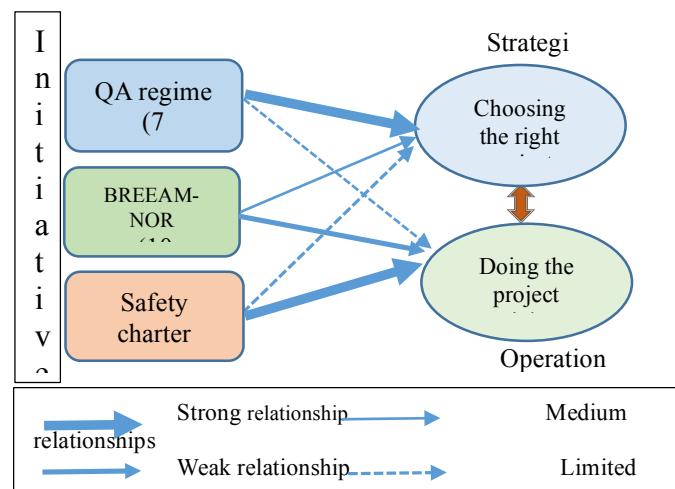 Initiative
Strategi
QA regime
(7
Choosing
the right
BREEAM-
NOR
Doing the
project
Safety
charter
Operation
Strong relationship
Medium
relationships
Weak relationship
Limited